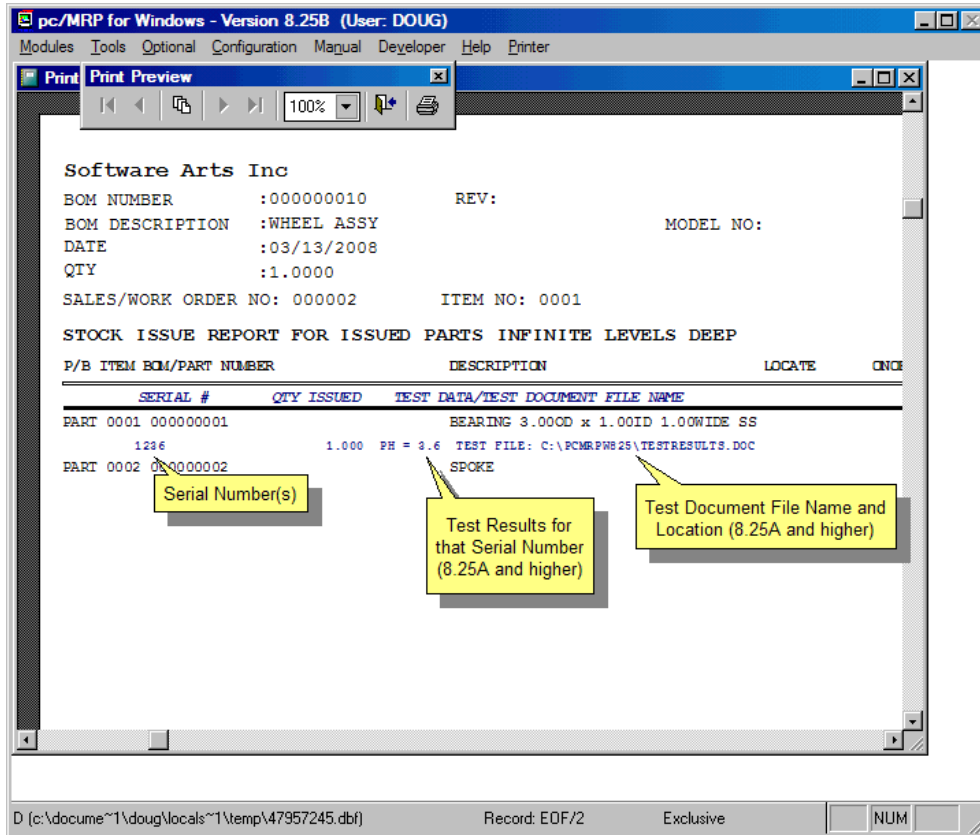 pc/MRP for Windows - Version 8.25B (User: DOUG)
Modules Tools Optional Configuration Manual Developer Help Printer
Print Print Preview
100%
Software Arts Inc
BOM NUMBER :000000010 REV:
BOM DESCRIPTION :WHEEL ASSY MODEL NO:
DATE :03/13/2008
QTY :1.0000
SALES/WORK ORDER NO: 000002 ITEM NO: 0001
STOCK ISSUE REPORT FOR ISSUED PARTS INFINITE LEVELS DEEP
P/B ITEM BOM/PART NUMBER DESCRIPTION LOCATE
SERIAL # QTY ISSUED TEST DATA/TEST DOCUMENT FILE NAME
PART 0001 000000001 BEARING 3.00OD x 1.00ID 1.00WIDE SS
1236 1.000 PH = 3.6 TEST FILE: C:\PCMRPW825\TESTRESULTS.DOC
PART 0002 000000002 SPOKE
Serial Number(s)
Test Results for
that Serial Number
(8.25A and higher)
Test Document File Name and
Location (8.25A and higher)
D (c:\docume~1\doug\locals~1\temp\47957245.dbf) Record: EOF/2 Exclusive NUM